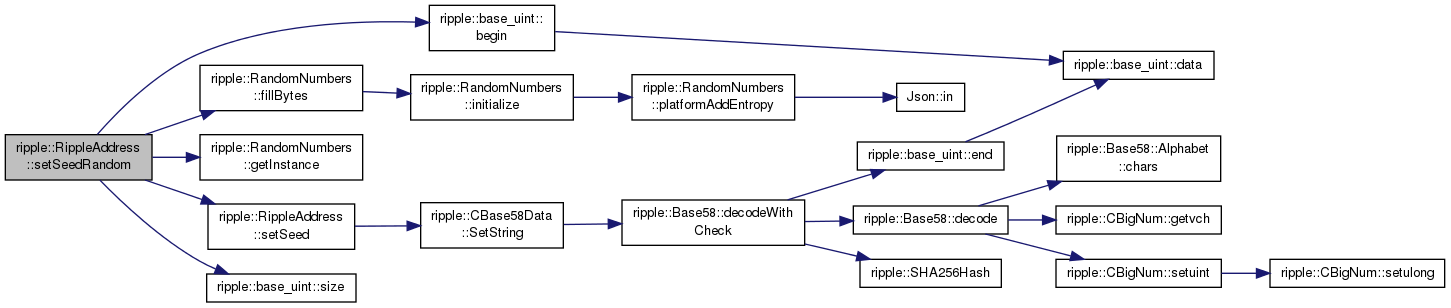 ripple::RippleAddress
::setSeedRandom
ripple::base_uint::
begin
ripple::RandomNumbers
::fillBytes
ripple::RandomNumbers
::getInstance
ripple::RippleAddress
::setSeed
ripple::base_uint::size
ripple::RandomNumbers
::initialize
ripple::CBase58Data
::SetString
ripple::RandomNumbers
::platformAddEntropy
ripple::Base58::decodeWith
Check
Json::in
ripple::base_uint::end
ripple::Base58::decode
ripple::SHA256Hash
ripple::base_uint::data
ripple::Base58::Alphabet
::chars
ripple::CBigNum::getvch
ripple::CBigNum::setuint
ripple::CBigNum::setulong